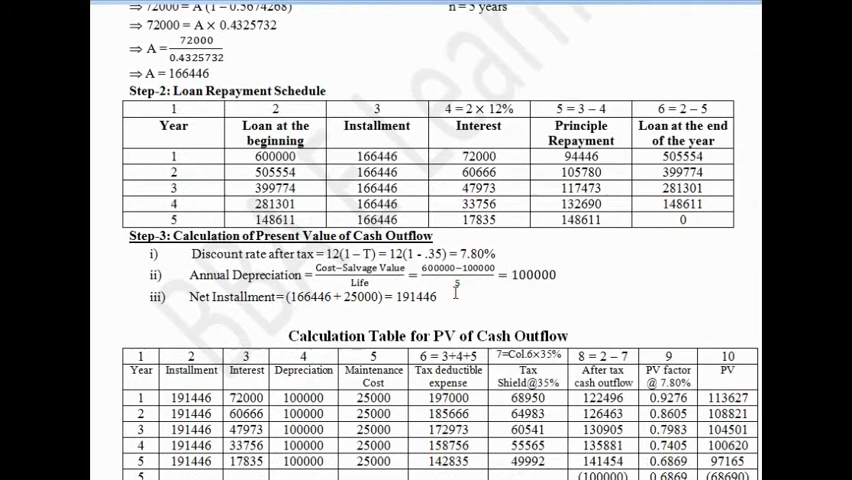 ⇒ 72000 = A (1 – 0.5674268) n = 5 years
⇒ 72000 = A × 0.4325732
⇒ A = 72000/0.4325732
⇒ A = 166446
Step-2: Loan Repayment Schedule
1 2 3 4 = 2 × 12% 5 = 3 – 4 6 = 2 – 5
Year Loan at the beginning Installment Interest Principle Repayment Loan at the end of the year
1 600000 166446 72000 94446 505554
2 505554 166446 60666 105780 399774
3 399774 166446 47973 117473 281301
4 281301 166446 33756 132690 148611
5 148611 166446 17835 148611 0
Step-3: Calculation of Present Value of Cash Outflow
i) Discount rate after tax = 12(1 – T) = 12(1 - .35) = 7.80%
ii) Annual Depreciation = Cost−Salvage Value/Life = 600000−100000/5 = 100000
iii) Net Installment= (166446 + 25000) = 191446
Calculation Table for PV of Cash Outflow
1 2 3 4 5 6 = 3+4+5 7=Col.6×35% 8 = 2 – 7 9 10
Year Installment Interest Depreciation Maintenance Cost Tax deductible expense Tax Shield@35% After tax cash outflow PV factor @ 7.80% PV
1 191446 72000 100000 25000 197000 68950 122496 0.9276 113627
2 191446 60666 100000 25000 185666 64983 126463 0.8605 108821
3 191446 47973 100000 25000 172973 60541 130905 0.7983 104501
4 191446 33756 100000 25000 158756 55565 135881 0.7405 100620
5 191446 17835 100000 25000 142835 49992 141454 0.6869 97165
5 (100000) 0.6869 (68690)